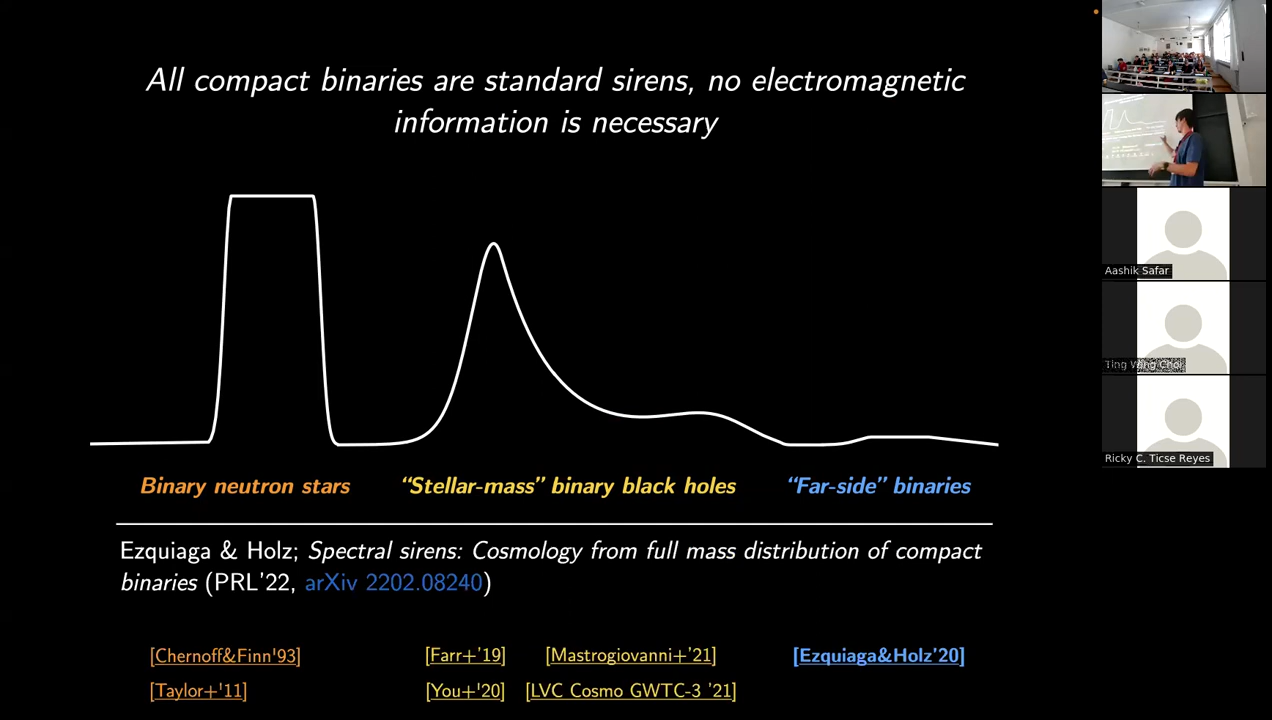 All compact binaries are standard sirens, no electromagnetic
information is necessary
Binary neutron stars
“Stellar-mass” binary black holes
“Far-side” binaries
Ezquiaga & Holz; Spectral sirens: Cosmology from full mass distribution of compact
binaries (PRL’22, arXiv 2202.08240)
[Chernoff&Finn'93]
[Farr+’19]
[Mastrogiovanni+’21]
[Ezquiaga&Holz’20]
[Taylor+’11]
[You+'20]
[LVC Cosmo GWTC-3 ’21]
Aashik Safar
Ting
Ricky C. Ticse Reyes